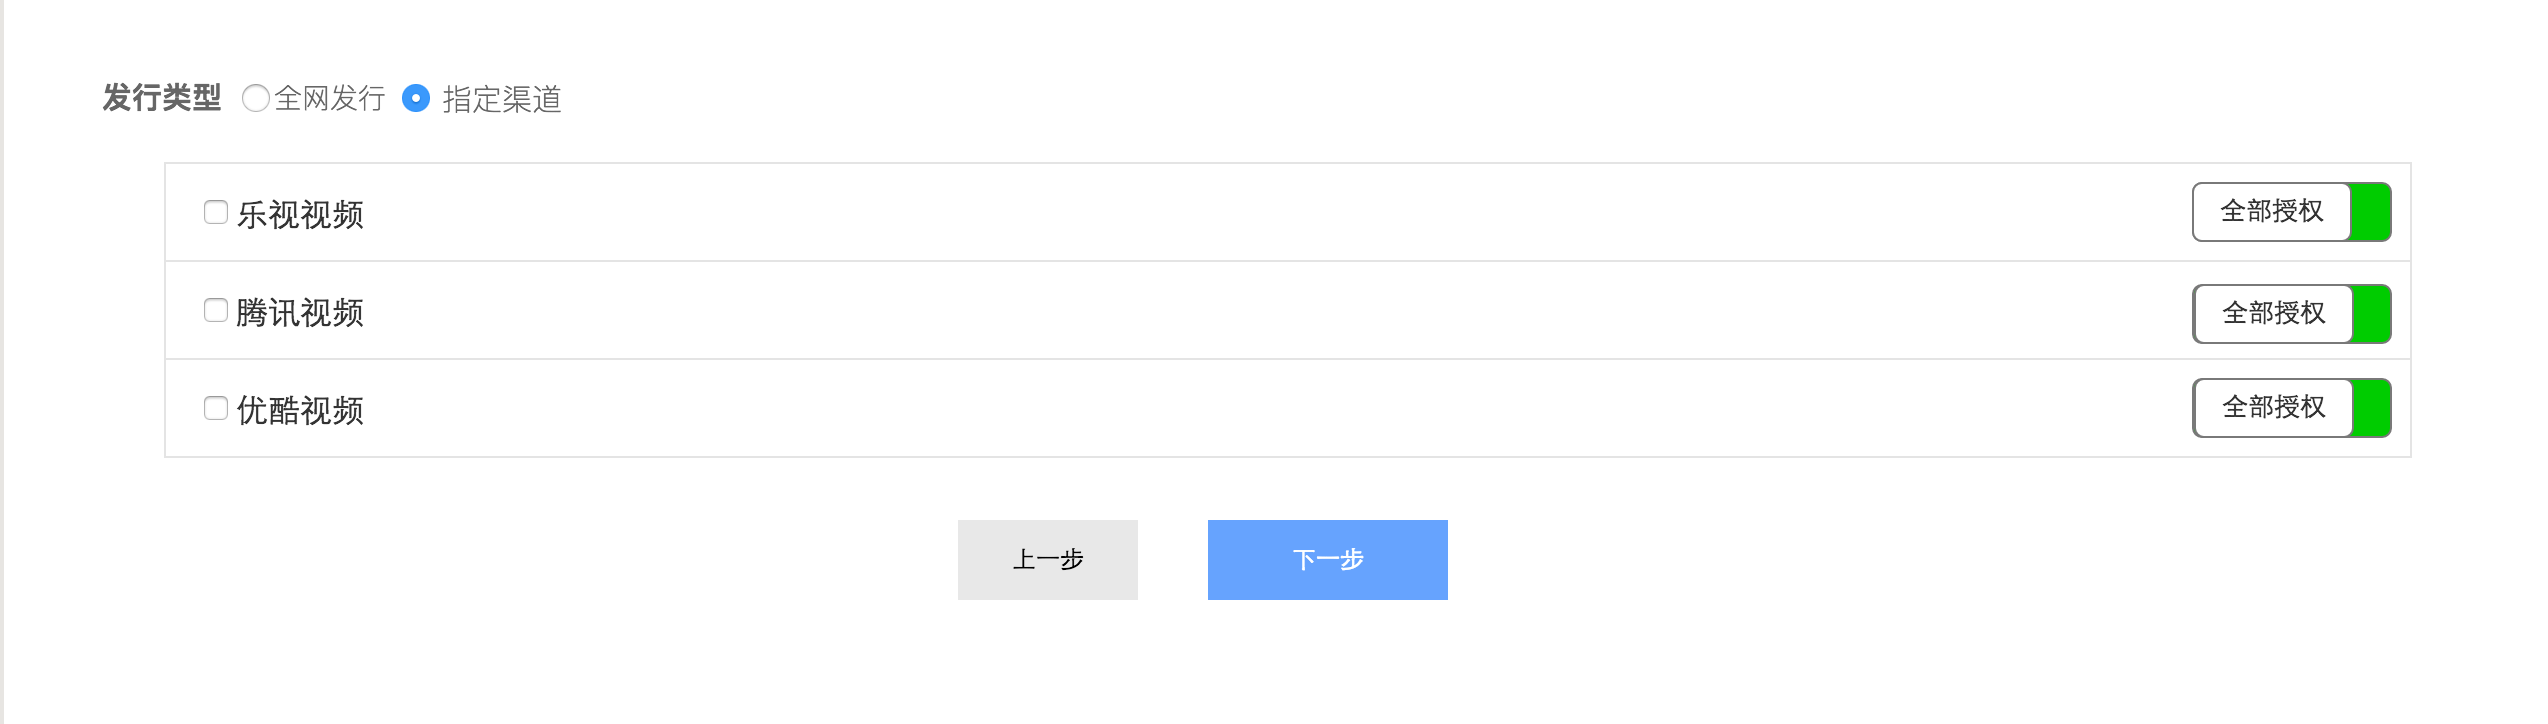 发行类型 全网发行 指定渠道
乐视视频 全部授权
腾讯视频 全部授权
优酷视频 全部授权
上一步 下一步